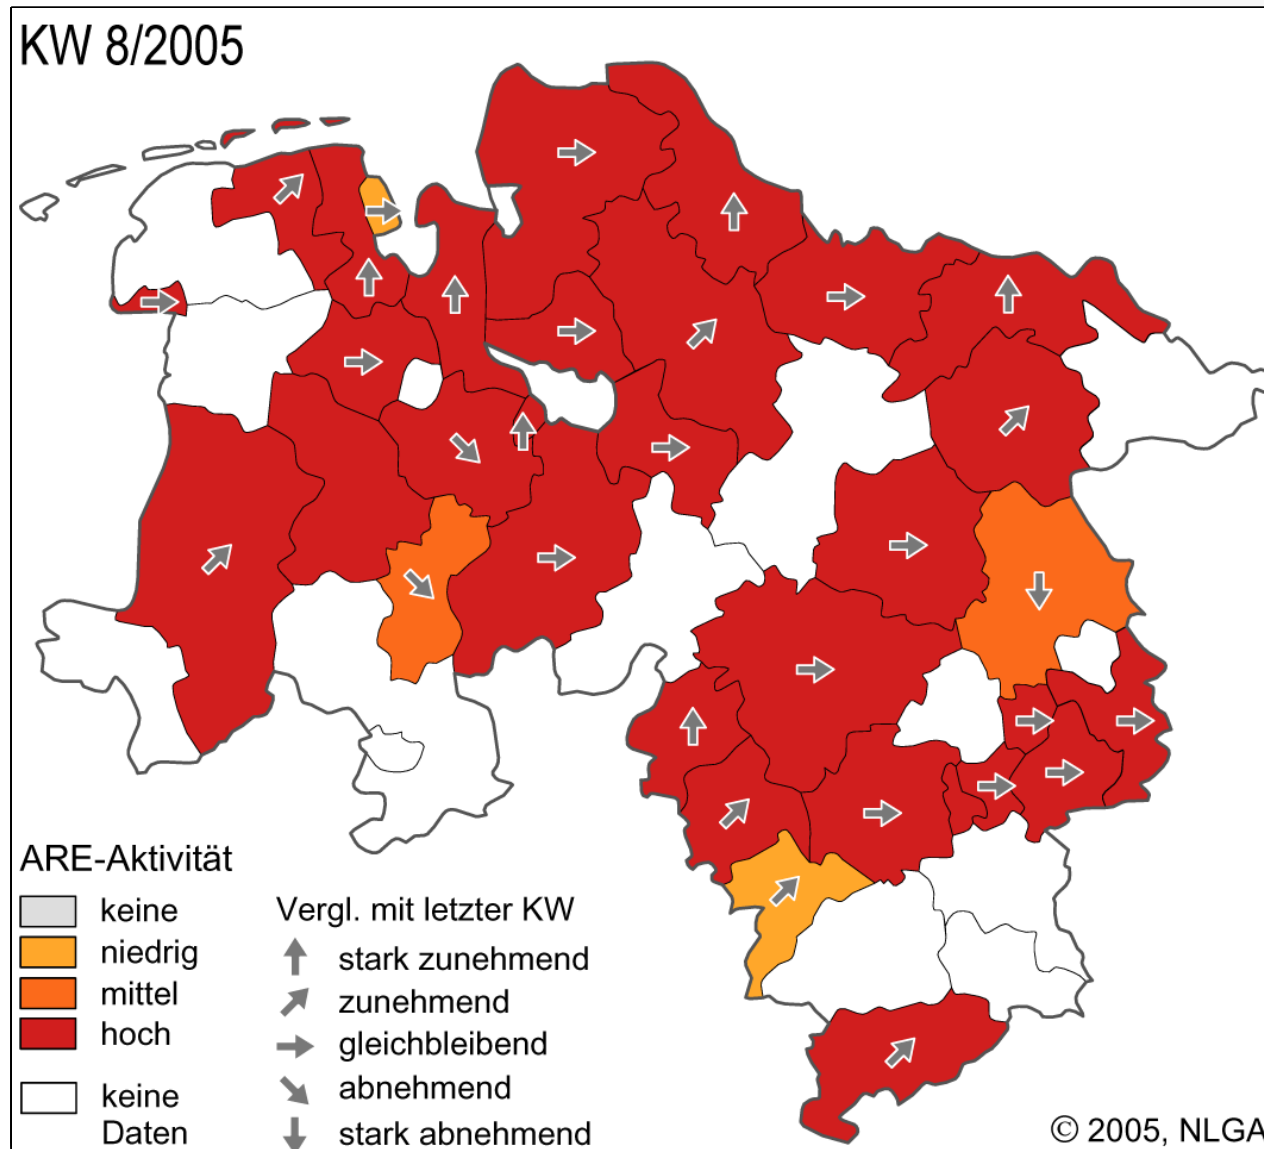 KW 8/2005
ARE-Aktivität
keine
niedrig
mittel
hoch
keine
Daten
Vergl. mit letzter KW
stark zunehmend
zunehmend
gleichbleibend
abnehmend
stark abnehmend
© 2005, NLGA